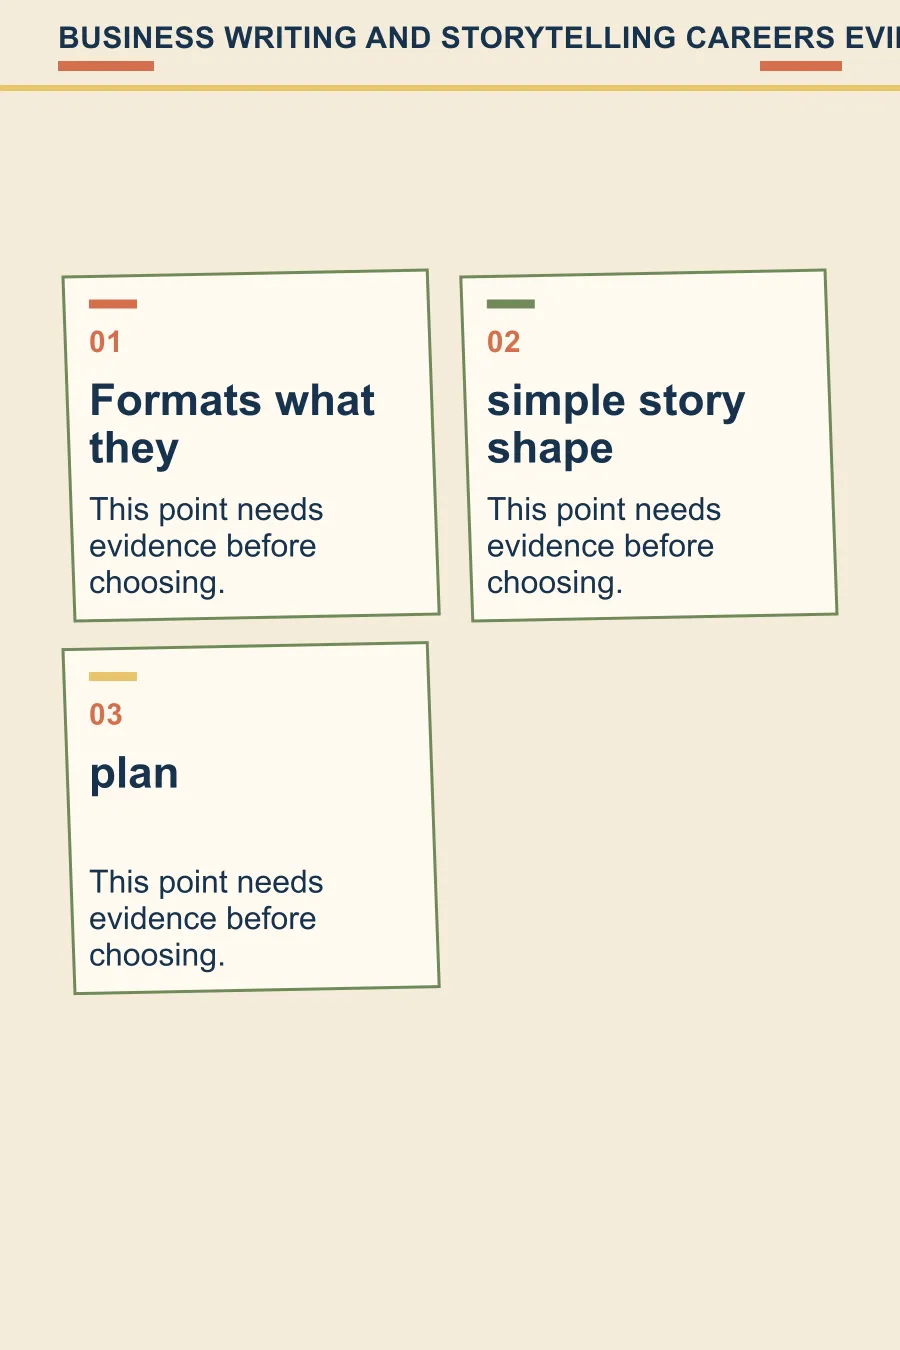 BUSINESS WRITING AND STORYTELLING CAREERS
01
Formats what
they
This point needs
evidence before
choosing.
02
simple story
shape
This point needs
evidence before
choosing.
03
plan
This point needs
evidence before
choosing.